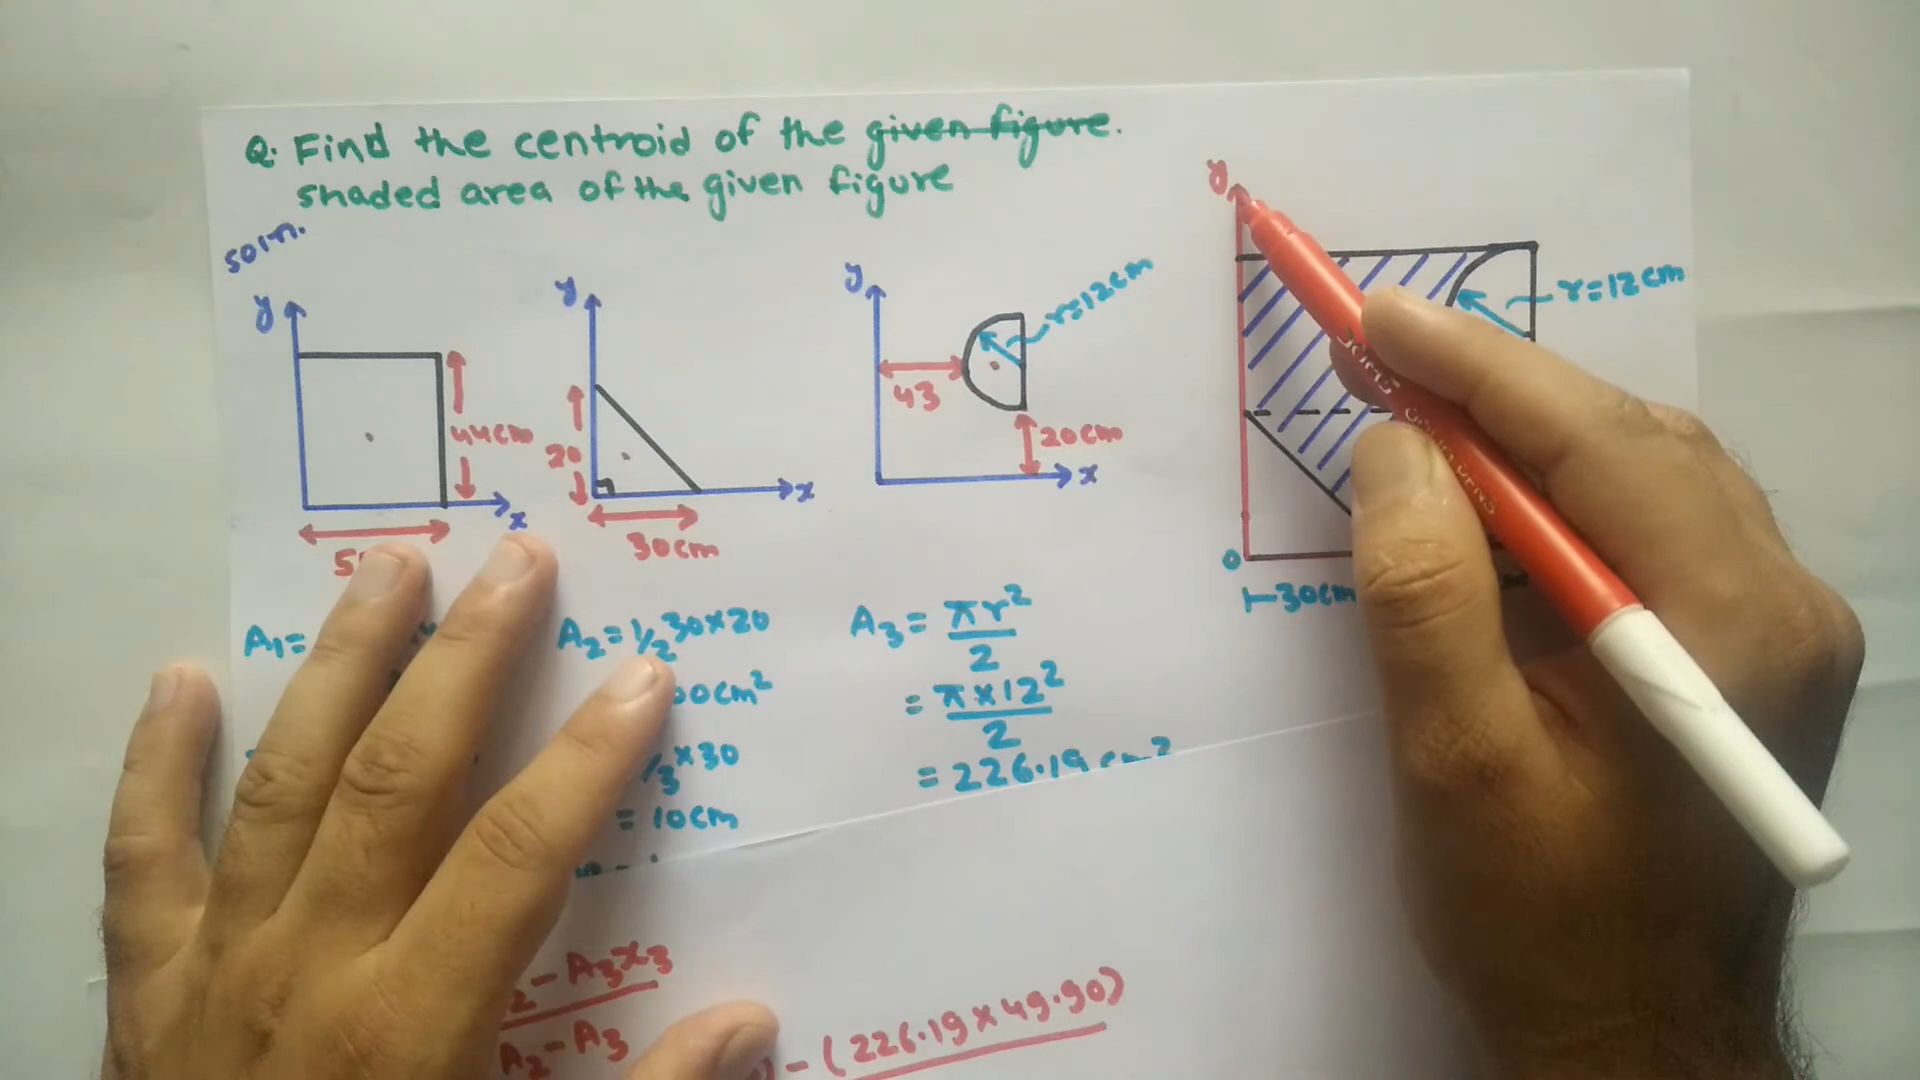 Q. Find the centroid of the given figure.
shaded area of the given figure
soln.
y
44cm
x
y
20
30cm
x
y
r=12cm
43
20cm
x
y
r=12cm
0
30cm
A1=
A2=1/2 30×20
00cm²
1/3×30
= 10cm
A3= πr²/2
= π×12²/2
= 226.19 cm²
2-A3x3
A2-A3
)-(226.19×49.90)